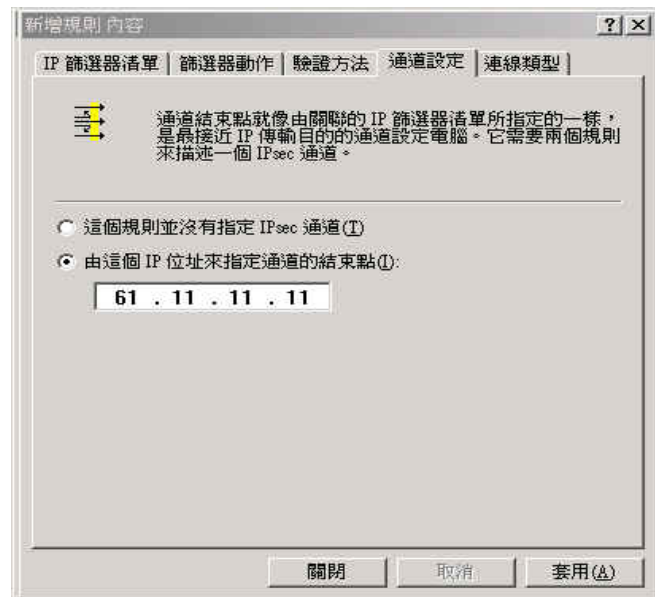 新增規則 內容
IP 篩選器清單 篩選器動作 驗證方法 通道設定 連線類型
通道結束點就像由關聯的 IP 篩選器清單所指定的一樣，
是最接近 IP 傳輸目的的通道設定電腦。它需要兩個規則
來描述一個 IPsec 通道。
這個規則並沒有指定 IPsec 通道(T)
由這個 IP 位址來指定通道的結束點(I):
61 . 11 . 11 . 11
關閉 取消 套用(A)